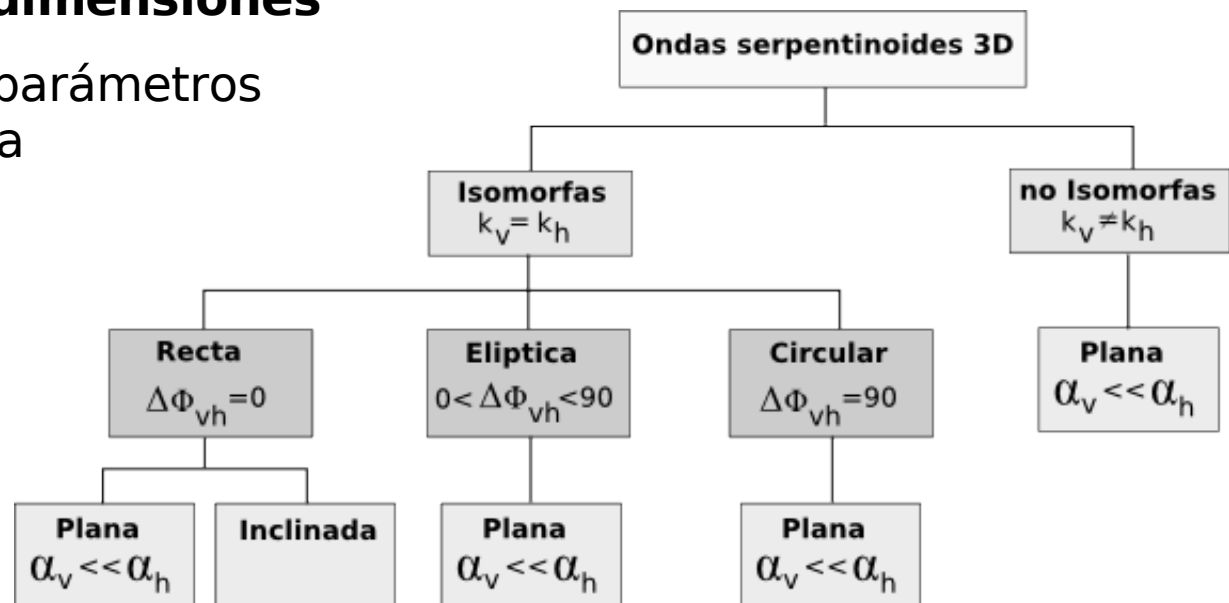 dimensiones
parámetros
a
Ondas serpentinoides 3D
Isomorfas
k_v = k_h
no Isomorfas
k_v ≠ k_h
Recta
ΔΦ_vh =0
Eliptica
0< ΔΦ_vh <90
Circular
ΔΦ_vh =90
Plana
α_v << α_h
Plana
α_v << α_h
Inclinada
Plana
α_v << α_h
Plana
α_v << α_h